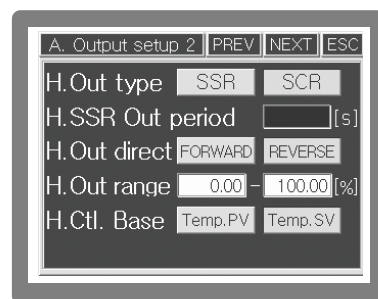 A. Output setup 2 PREV NEXT ESC
H.Out type SSR SCR
H.SSR Out period [s]
H.Out direct FORWARD REVERSE
H.Out range 0.00 - 100.00 [%]
H.Ctl. Base Temp.PV Temp.SV